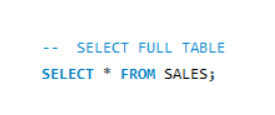 --  SELECT FULL TABLE
SELECT * FROM SALES;